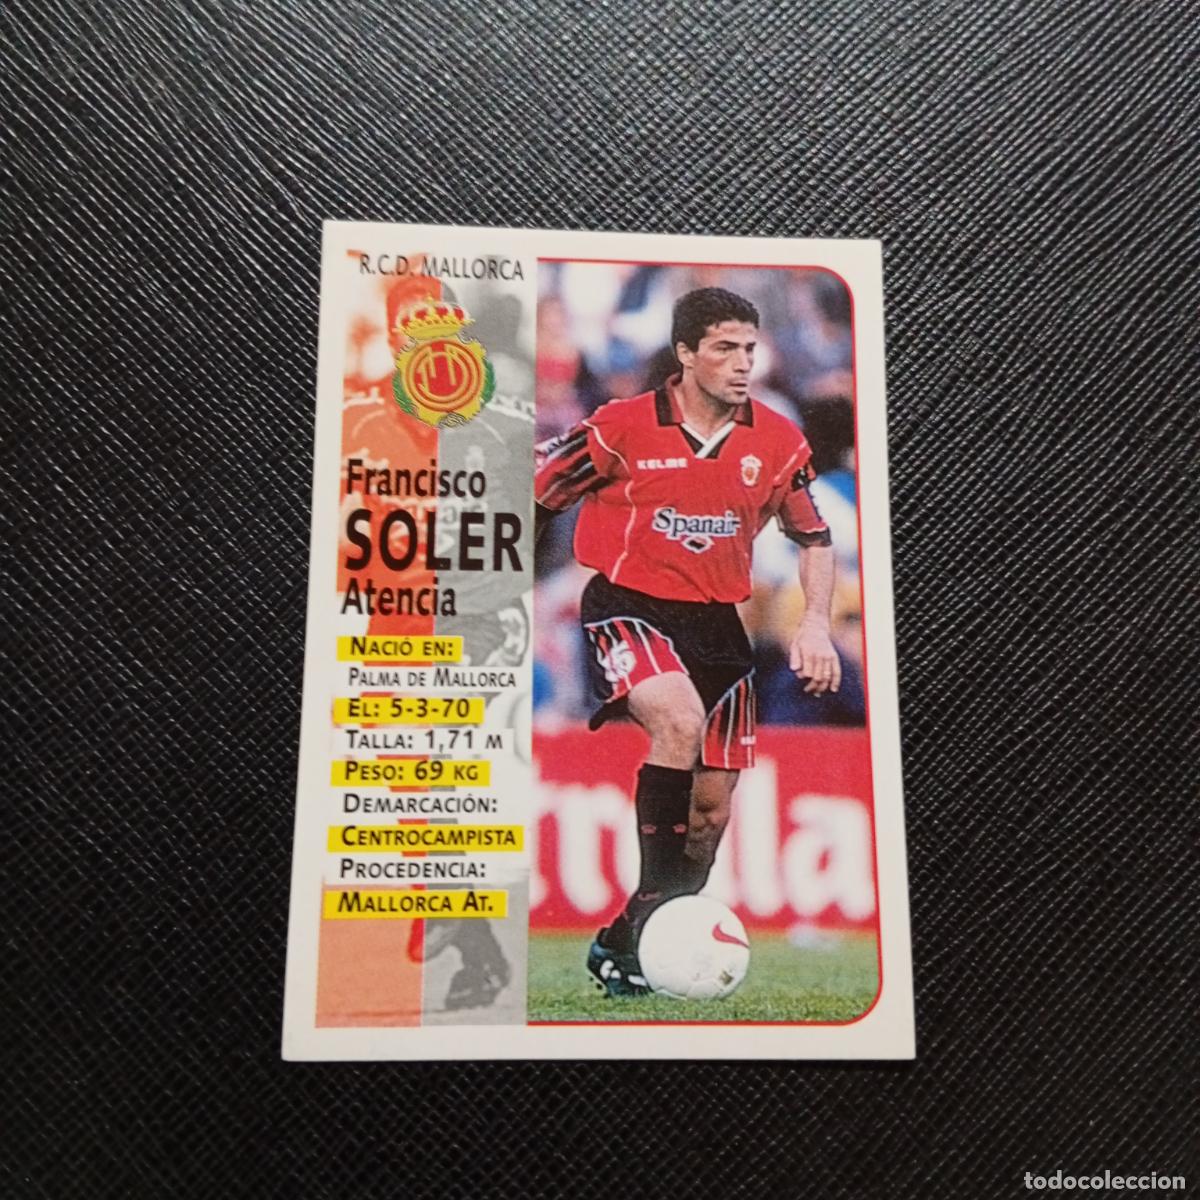 R.C.D. MALLORCA
Francisco
SOLER
Atencia
NACIÓ EN:
PALMA DE MALLORCA
EL: 5-3-70
TALLA: 1,71 M
PESO: 69 KG
DEMARCACIÓN:
CENTROCAMPISTA
PROCEDENCIA:
MALLORCA AT.
KELME
Spanair
todocoleccion